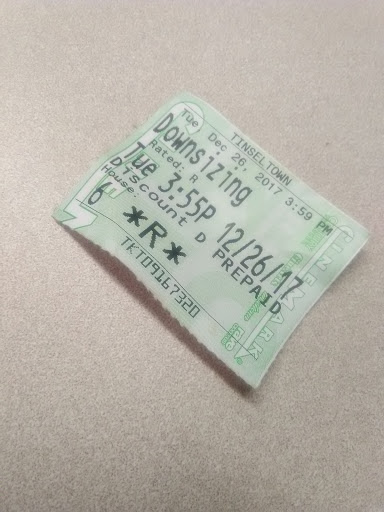 TINSELTOWN
Tue Dec 26, 2017 3:59 PM
Downsizing
Rated: R
Tue 3:55P 12/26/17
Discount D PREPAID
House:
6 *R*
TKT09167320
CINEMARK